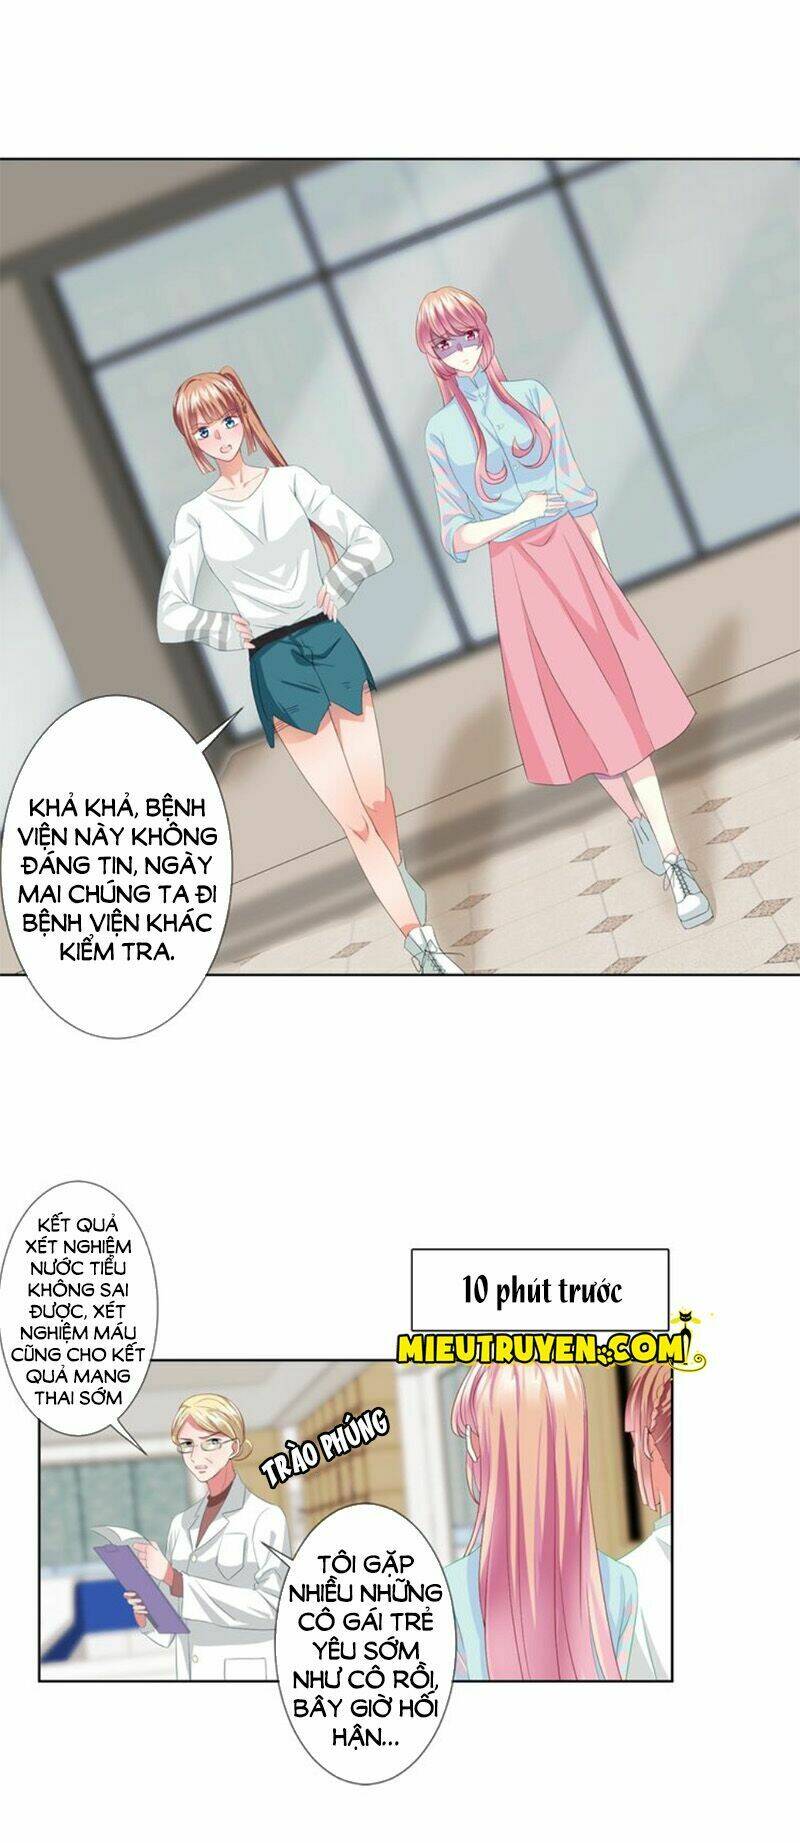 KHẢ KHẢ, BỆNH
VIỆN NÀY KHÔNG
ĐÁNG TIN, NGÀY
MAI CHÚNG TA ĐI
BỆNH VIỆN KHÁC
KIỂM TRA.
KẾT QUẢ
XÉT NGHIỆM
NƯỚC TIỂU
KHÔNG SAI
ĐƯỢC, XÉT
NGHIỆM MÁU
CŨNG CHO KẾT
QUẢ MANG
THAI SỚM
10 phút trước
MIEUTRUYEN.COM
TRÀO PHÚNG
TÔI GẶP
NHIỀU NHỮNG
CÔ GÁI TRẺ
YÊU SỚM
NHƯ CÔ RỒI,
BÂY GIỜ HỐI
HẬN...